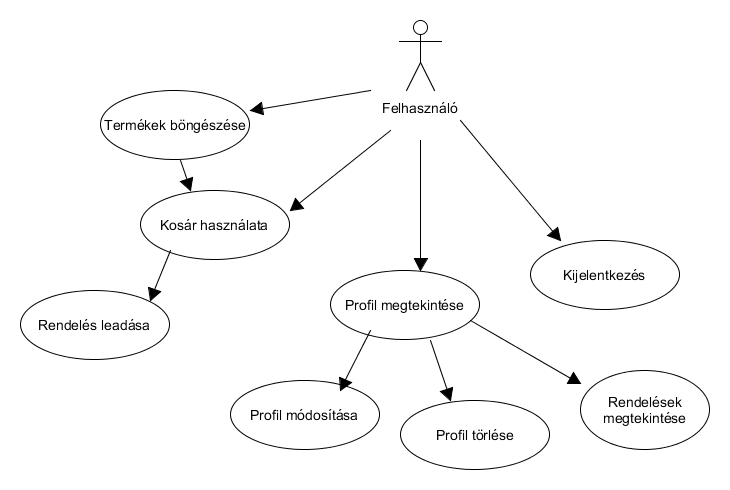 Felhasználó
Termékek böngészése
Kosár használata
Kijelentkezés
Profil megtekintése
Rendelés leadása
Profil módosítása
Profil törlése
Rendelések
megtekintése